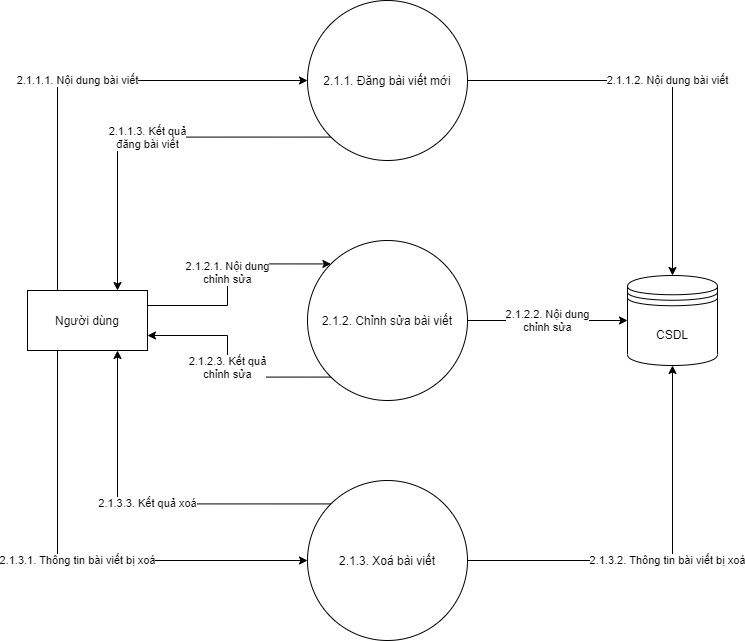 2.1.1.1. Nội dung bài viết
2.1.1. Đăng bài viết mới
2.1.1.2. Nội dung bài viết
2.1.1.3. Kết quả
đăng bài viết
2.1.2.1. Nội dung
chỉnh sửa
Người dùng
2.1.2. Chỉnh sửa bài viết
2.1.2.2. Nội dung
chỉnh sửa
CSDL
2.1.2.3. Kết quả
chỉnh sửa
2.1.3.3. Kết quả xoá
2.1.3.1. Thông tin bài viết bị xoá
2.1.3. Xoá bài viết
2.1.3.2. Thông tin bài viết bị xoá